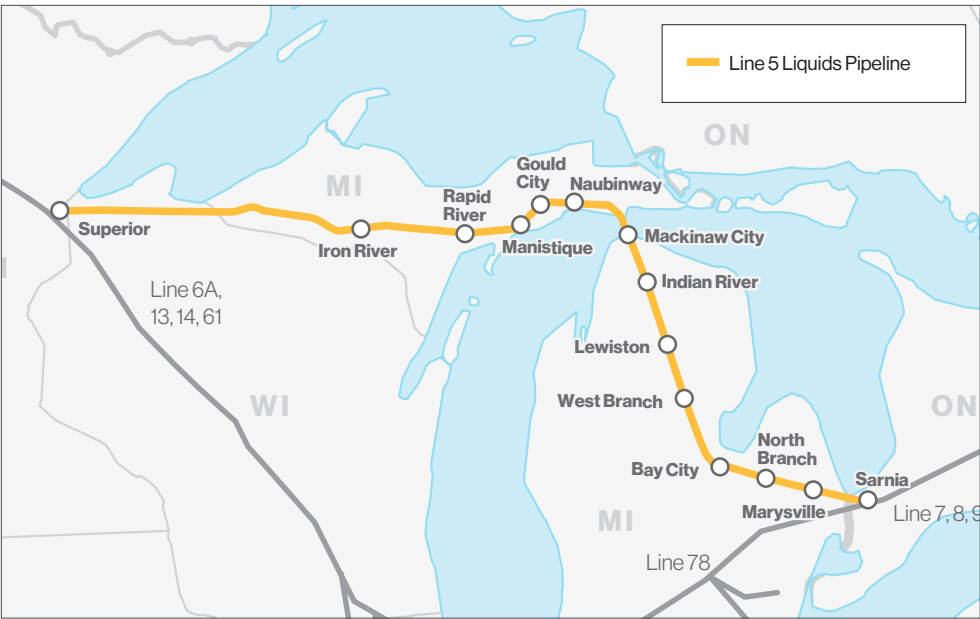 Line 5 Liquids Pipeline
ON
Gould
City
Naubinway
MI
Rapid
River
Superior
Iron River
Manistique
Mackinaw City
Indian River
Line 6A,
13, 14, 61
Lewiston
West Branch
WI
ON
North
Branch
Bay City
Sarnia
Marysville
MI
Line 7, 8, 9
Line 78